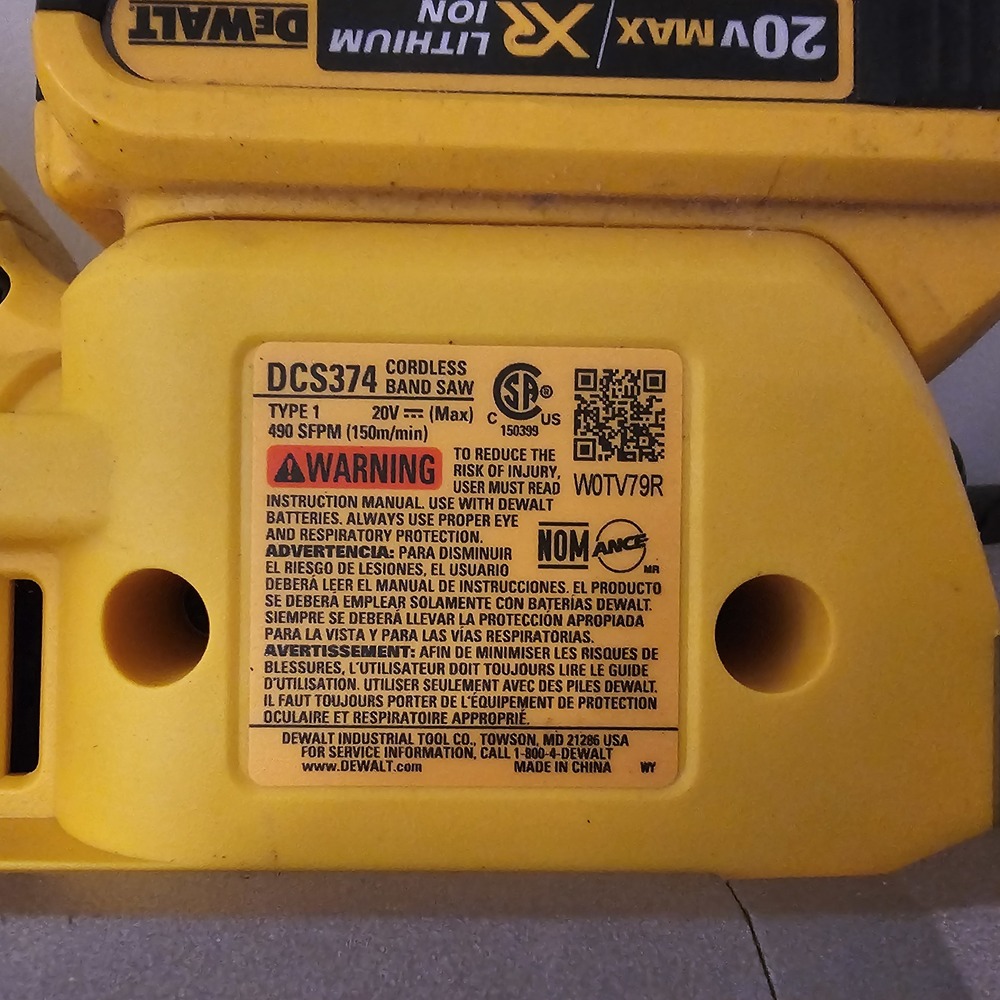 20V MAX XR LITHIUM ION DEWALT
DCS374 CORDLESS BAND SAW
TYPE 1 20V ⎓ (Max)
490 SFPM (150m/min)
C SA ® US
150399
WARNING TO REDUCE THE
RISK OF INJURY,
USER MUST READ
W0TV79R
INSTRUCTION MANUAL. USE WITH DEWALT
BATTERIES. ALWAYS USE PROPER EYE
AND RESPIRATORY PROTECTION.
NOM ANCE MR
ADVERTENCIA: PARA DISMINUIR
EL RIESGO DE LESIONES, EL USUARIO
DEBERÁ LEER EL MANUAL DE INSTRUCCIONES. EL PRODUCTO
SE DEBERÁ EMPLEAR SOLAMENTE CON BATERÍAS DEWALT.
SIEMPRE SE DEBERÁ LLEVAR LA PROTECCIÓN APROPIADA
PARA LA VISTA Y PARA LAS VÍAS RESPIRATORIAS.
AVERTISSEMENT: AFIN DE MINIMISER LES RISQUES DE
BLESSURES, L'UTILISATEUR DOIT TOUJOURS LIRE LE GUIDE
D'UTILISATION. UTILISER SEULEMENT AVEC DES PILES DEWALT.
IL FAUT TOUJOURS PORTER DE L'ÉQUIPEMENT DE PROTECTION
OCULAIRE ET RESPIRATOIRE APPROPRIÉ.
DEWALT INDUSTRIAL TOOL CO., TOWSON, MD 21286 USA
FOR SERVICE INFORMATION, CALL 1-800-4-DEWALT
www.DEWALT.com MADE IN CHINA WY